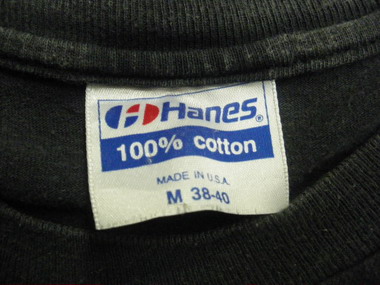 Hanes®
100% cotton
MADE IN U.S.A.
M 38-40